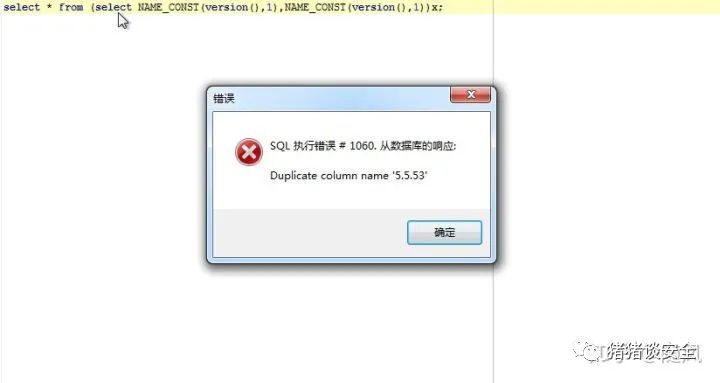 select * from (select NAME_CONST(version(),1),NAME_CONST(version(),1))x;
错误
SQL 执行错误 # 1060. 从数据库的响应:
Duplicate column name '5.5.53'
确定
猪猪谈安全